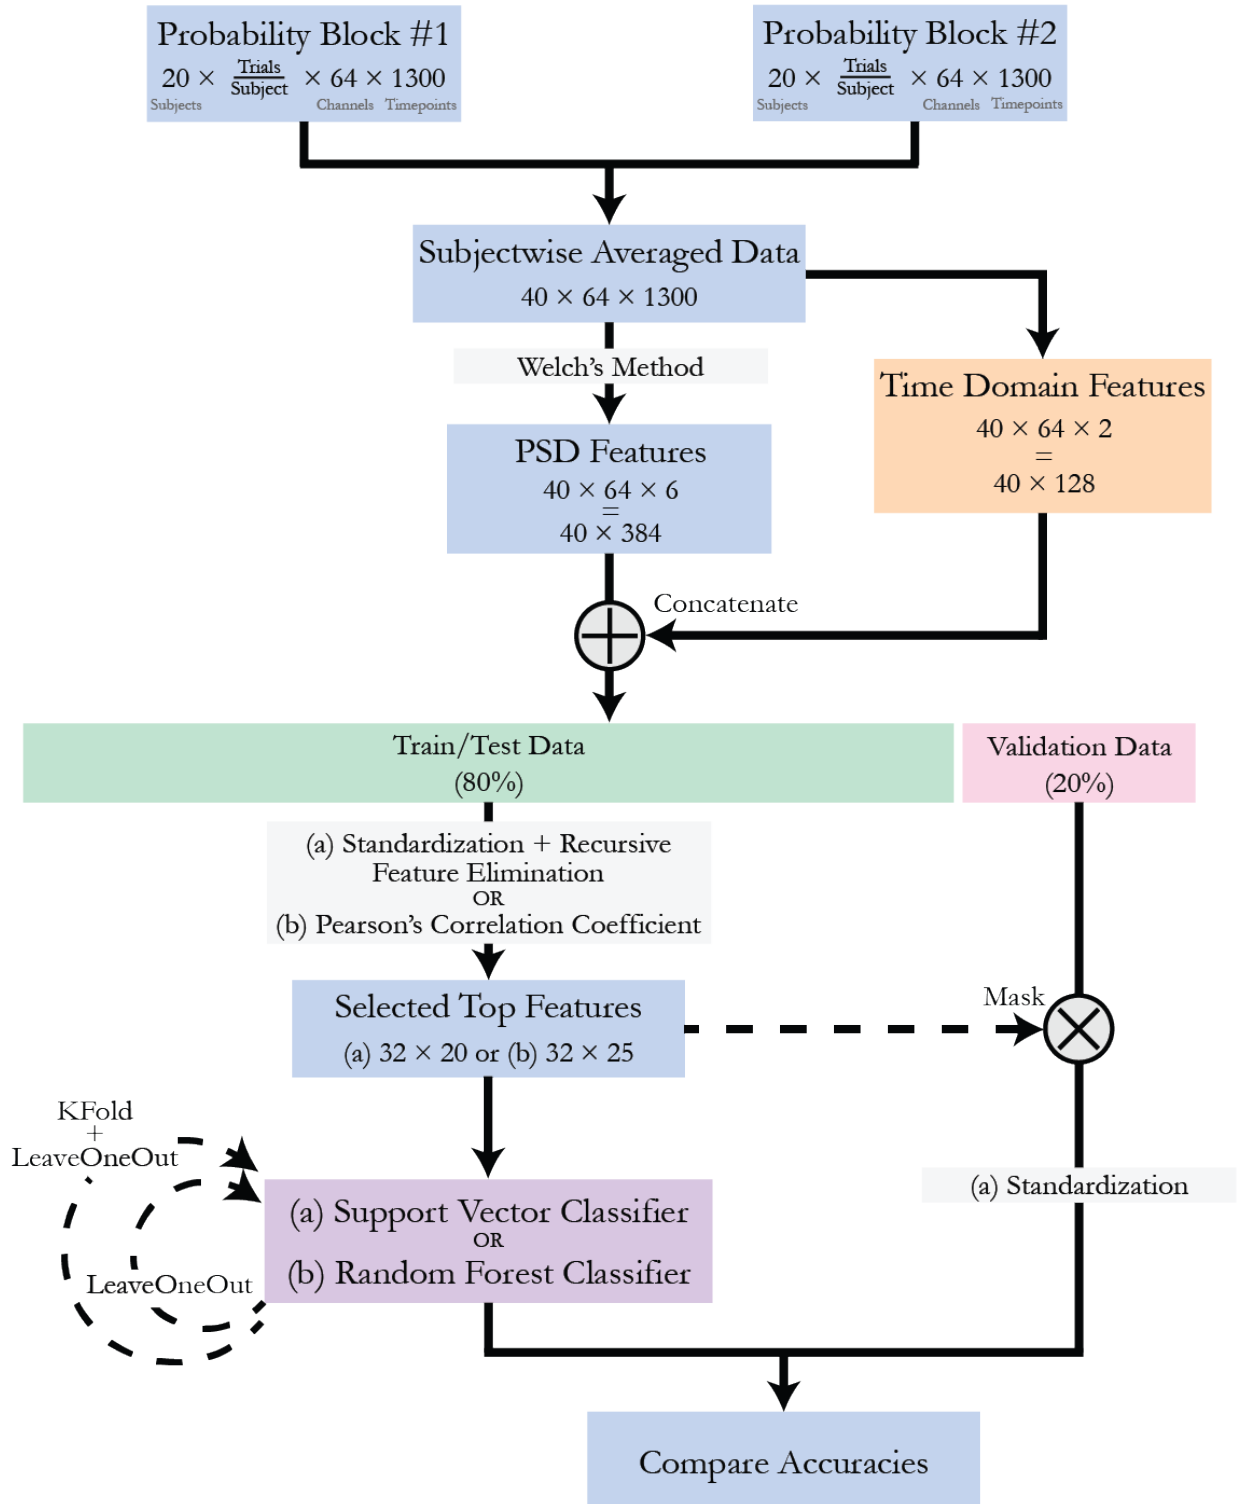 Probability Block #1
20 × Trials/Subject × 64 × 1300
Subjects Channels Timepoints
Probability Block #2
20 × Trials/Subject × 64 × 1300
Subjects Channels Timepoints
Subjectwise Averaged Data
40 × 64 × 1300
Welch's Method
Time Domain Features
40 × 64 × 2
=
40 × 128
PSD Features
40 × 64 × 6
=
40 × 384
Concatenate
Train/Test Data
(80%)
Validation Data
(20%)
(a) Standardization + Recursive
Feature Elimination
OR
(b) Pearson's Correlation Coefficient
Selected Top Features
(a) 32 × 20 or (b) 32 × 25
Mask
KFold
+
LeaveOneOut
LeaveOneOut
(a) Support Vector Classifier
OR
(b) Random Forest Classifier
(a) Standardization
Compare Accuracies